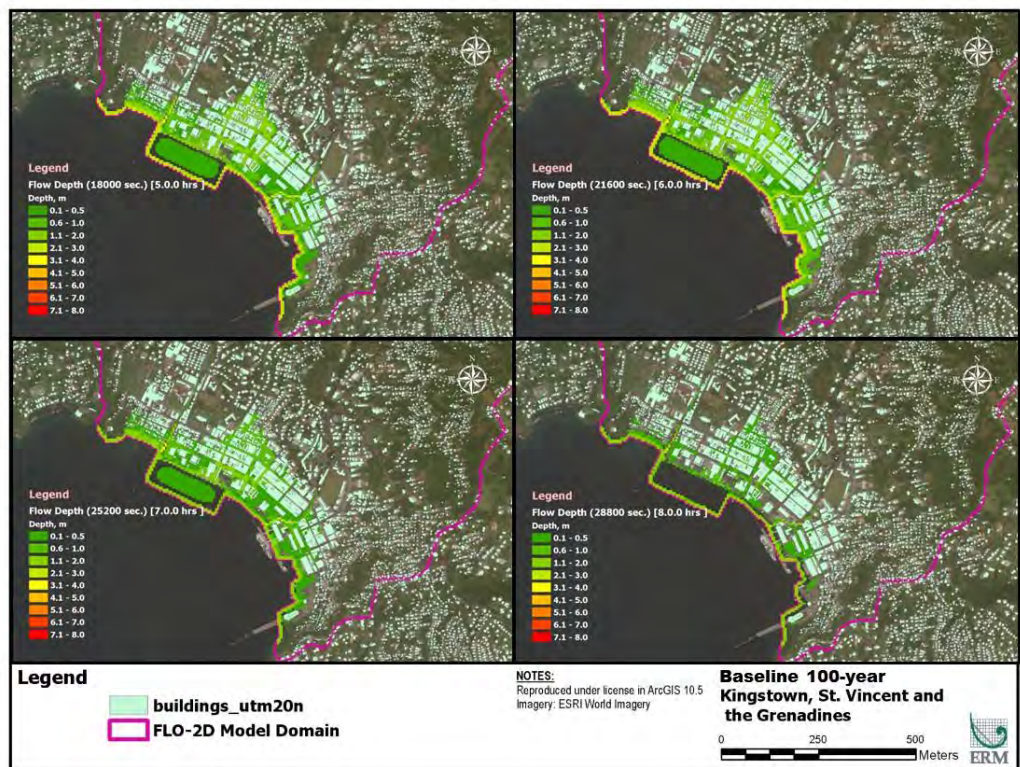 Legend
Flow Depth (18000 sec.) [5.0.0 hrs ]
Depth, m
0.1 - 0.5
0.6 - 1.0
1.1 - 2.0
2.1 - 3.0
3.1 - 4.0
4.1 - 5.0
5.1 - 6.0
6.1 - 7.0
7.1 - 8.0
Legend
Flow Depth (21600 sec.) [6.0.0 hrs ]
Depth, m
0.1 - 0.5
0.6 - 1.0
1.1 - 2.0
2.1 - 3.0
3.1 - 4.0
4.1 - 5.0
5.1 - 6.0
6.1 - 7.0
7.1 - 8.0
Legend
Flow Depth (25200 sec.) [7.0.0 hrs ]
Depth, m
0.1 - 0.5
0.6 - 1.0
1.1 - 2.0
2.1 - 3.0
3.1 - 4.0
4.1 - 5.0
5.1 - 6.0
6.1 - 7.0
7.1 - 8.0
Legend
Flow Depth (28800 sec.) [8.0.0 hrs ]
Depth, m
0.1 - 0.5
0.6 - 1.0
1.1 - 2.0
2.1 - 3.0
3.1 - 4.0
4.1 - 5.0
5.1 - 6.0
6.1 - 7.0
7.1 - 8.0
Legend
buildings_utm20n
FLO-2D Model Domain
NOTES:
Reproduced under license in ArcGIS 10.5
Imagery: ESRI World Imagery
Baseline 100-year
Kingstown, St. Vincent and
the Grenadines
0 250 500
Meters
ERM